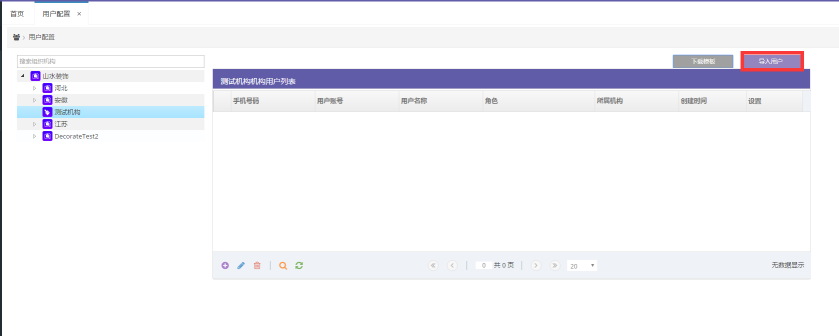 首页 用户配置 ×
> 用户配置
搜索组织机构 下载模板 导入用户
山水装饰
河北
安徽
测试机构
江苏
DecorateTest2
测试机构机构用户列表
手机号码 用户账号 用户名称 角色 所属机构 创建时间 设置
0 共 0 页 20 无数据显示